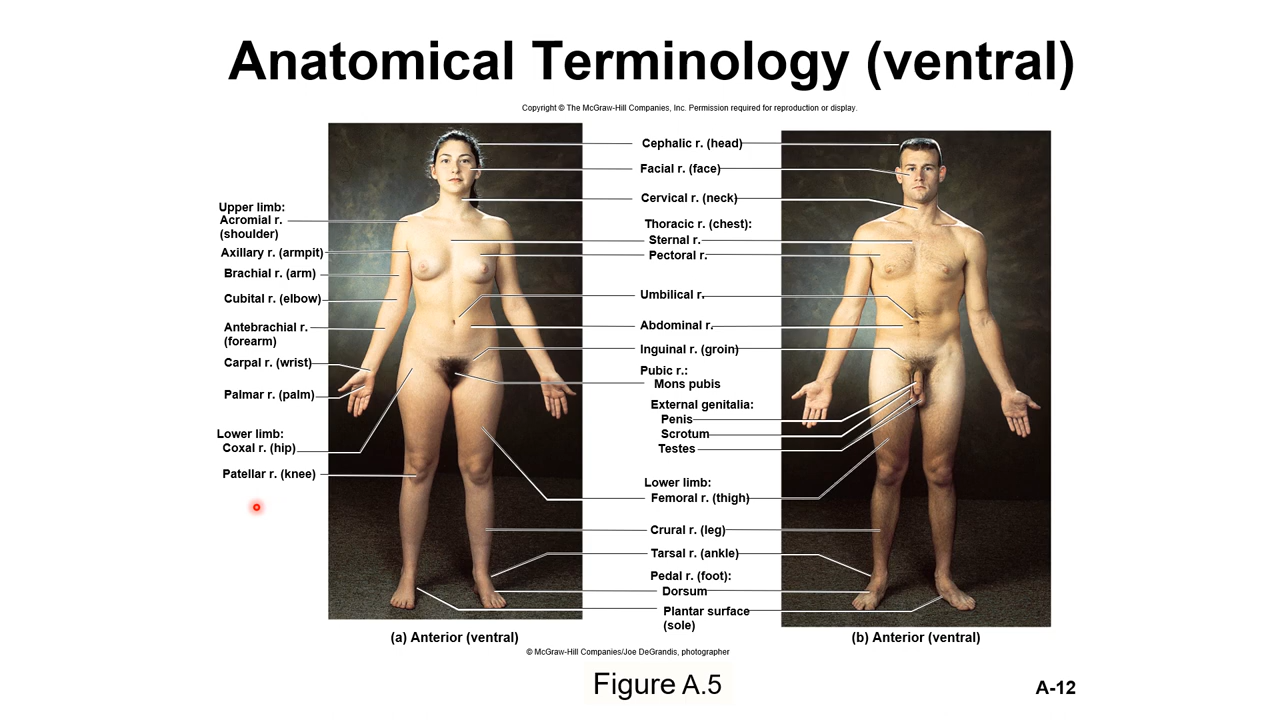 Anatomical Terminology (ventral)
Copyright © The McGraw-Hill Companies, Inc. Permission required for reproduction or display.
Upper limb:
Acromial r.
(shoulder)
Axillary r. (armpit)
Brachial r. (arm)
Cubital r. (elbow)
Antebrachial r.
(forearm)
Carpal r. (wrist)
Palmar r. (palm)
Lower limb:
Coxal r. (hip)
Patellar r. (knee)
Cephalic r. (head)
Facial r. (face)
Cervical r. (neck)
Thoracic r. (chest):
Sternal r.
Pectoral r.
Umbilical r.
Abdominal r.
Inguinal r. (groin)
Pubic r.:
Mons pubis
External genitalia:
Penis
Scrotum
Testes
Lower limb:
Femoral r. (thigh)
Crural r. (leg)
Tarsal r. (ankle)
Pedal r. (foot):
Dorsum
Plantar surface
(sole)
(a) Anterior (ventral)
(b) Anterior (ventral)
© McGraw-Hill Companies/Joe DeGrandis, photographer
Figure A.5
A-12